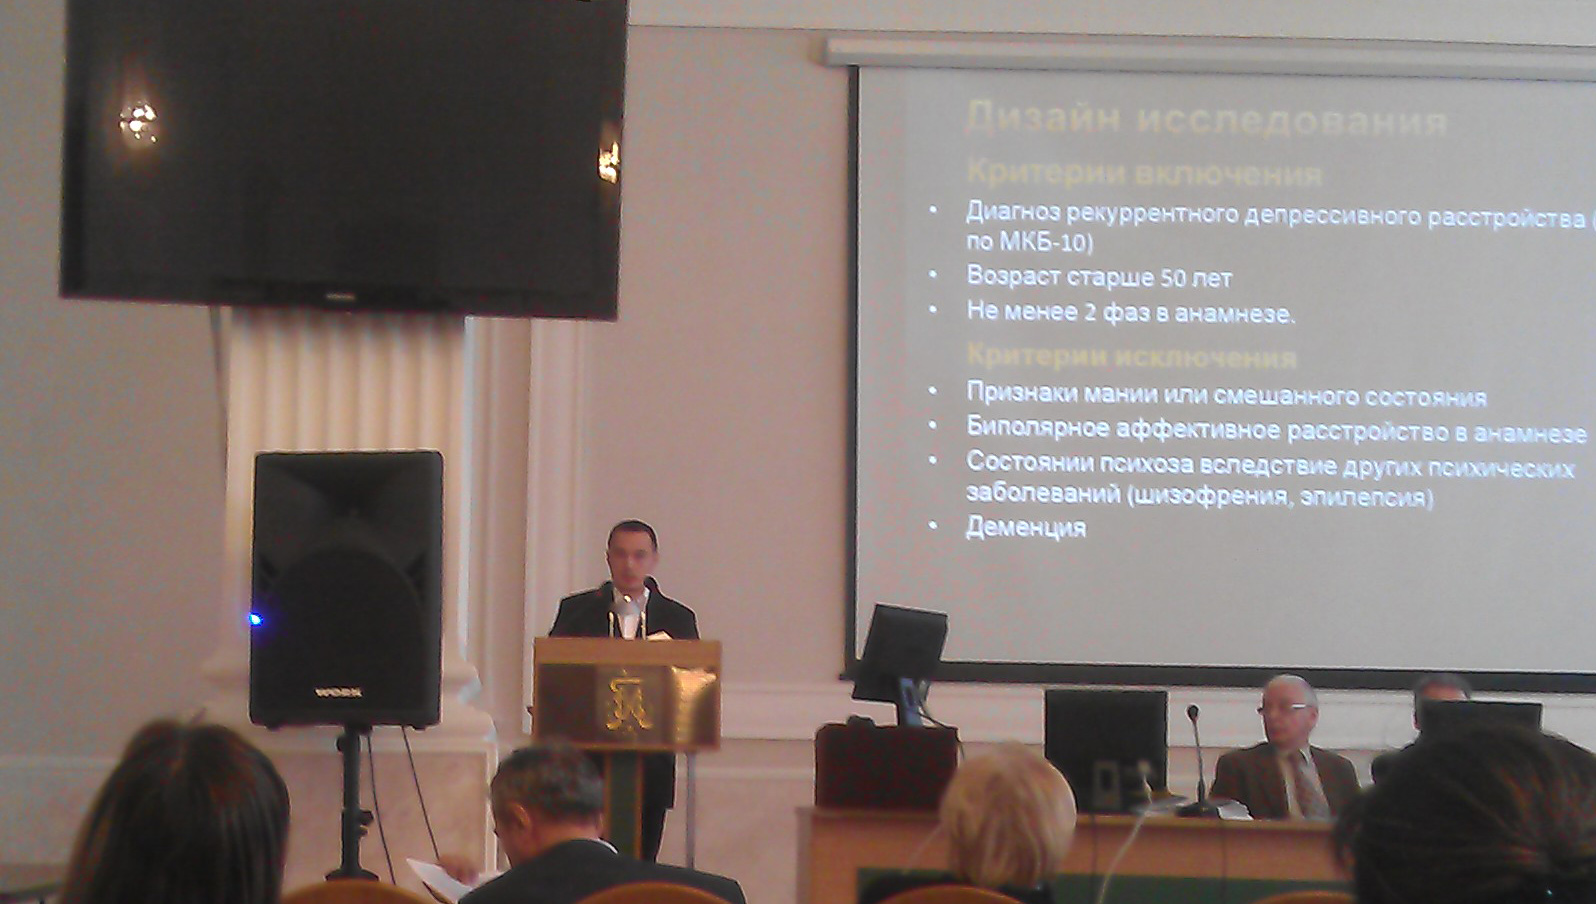 Дизайн исследования
Критерии включения
• Диагноз рекуррентного депрессивного расстройства (
по МКБ-10)
• Возраст старше 50 лет
• Не менее 2 фаз в анамнезе.
Критерии исключения
• Признаки мании или смешанного состояния
• Биполярное аффективное расстройство в анамнезе
• Состоянии психоза вследствие других психических
заболеваний (шизофрения, эпилепсия)
• Деменция
WORK